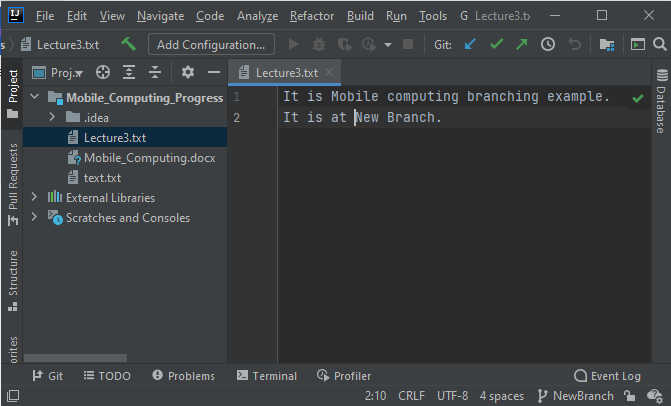 IJ File Edit View Navigate Code Analyze Refactor Build Run Tools G Lecture3.t
s Lecture3.txt Add Configuration... Git:
Project Proj... Lecture3.txt
Mobile_Computing_Progress
.idea
Lecture3.txt
Mobile_Computing.docx
text.txt
External Libraries
Scratches and Consoles
1 It is Mobile computing branching example.
2 It is at New Branch.
Database
Pull Requests
Structure
orites
Git TODO Problems Terminal Profiler Event Log
2:10 CRLF UTF-8 4 spaces NewBranch